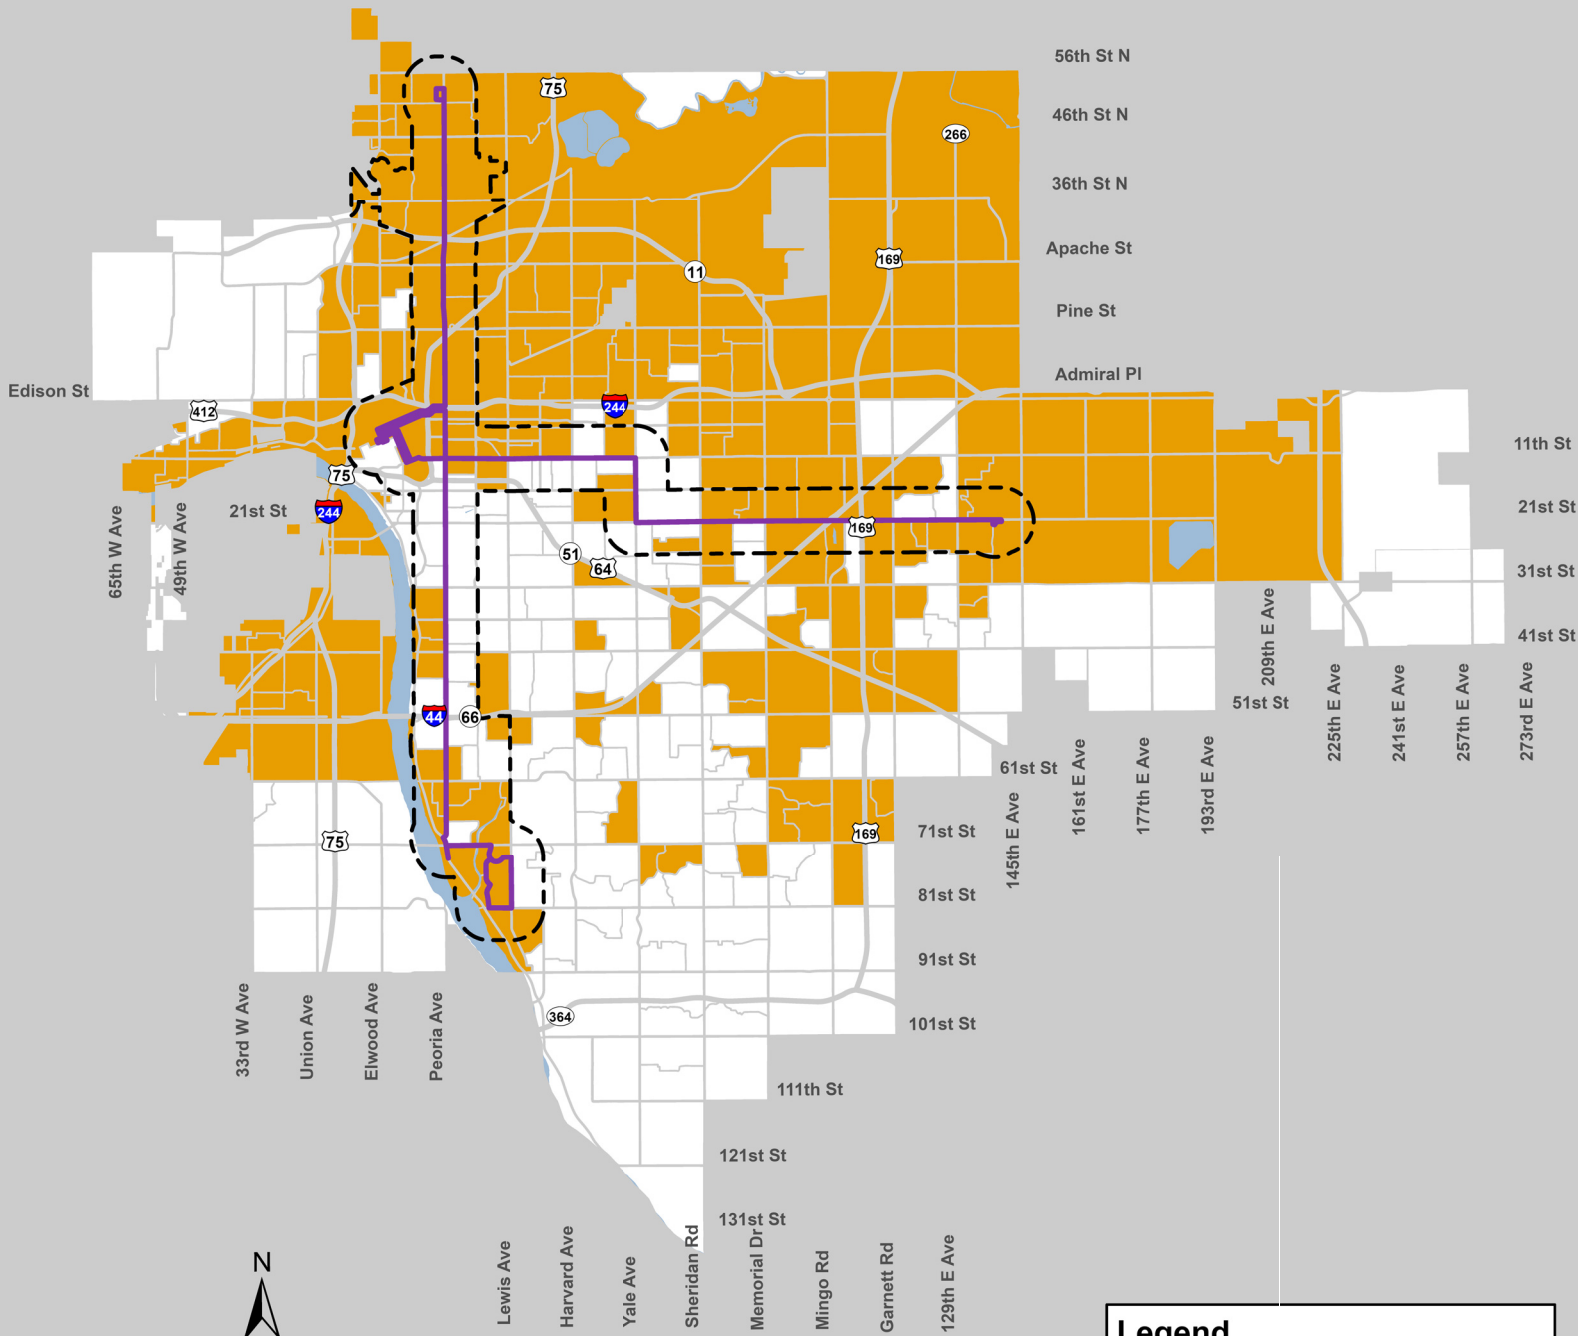 56th St N
75
46th St N
266
36th St N
Apache St
169
11
Pine St
Admiral Pl
Edison St
244
412
11th St
75
21st St
244
21st St
169
51
64
31st St
65th W Ave
49th W Ave
41st St
209th E Ave
51st St
44
66
225th E Ave
241st E Ave
257th E Ave
273rd E Ave
61st St
161st E Ave
177th E Ave
193rd E Ave
145th E Ave
71st St
169
75
81st St
91st St
33rd W Ave
Union Ave
Elwood Ave
Peoria Ave
364
101st St
111th St
121st St
131st St
Lewis Ave
Harvard Ave
Yale Ave
Sheridan Rd
Memorial Dr
Mingo Rd
Garnett Rd
129th E Ave
N
Legend